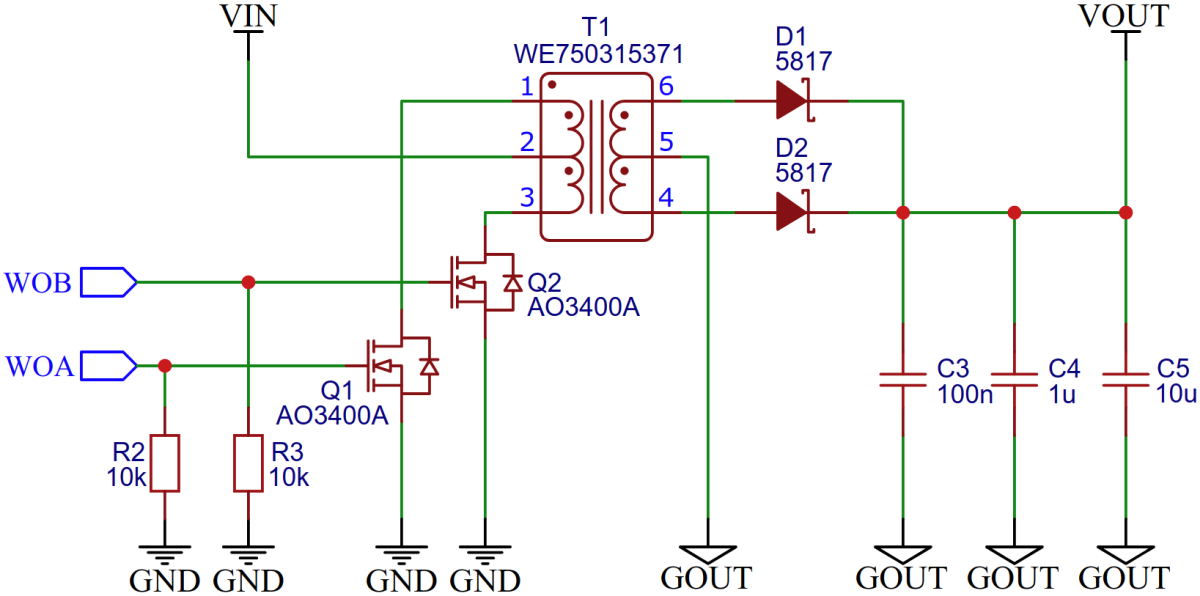 VIN
VOUT
T1
WE750315371
D1
5817
1
6
2
5
D2
5817
3
4
WOB
Q2
AO3400A
WOA
Q1
AO3400A
C3
100n
C4
1u
C5
10u
R2
10k
R3
10k
GND
GND
GND
GND
GOUT
GOUT
GOUT
GOUT